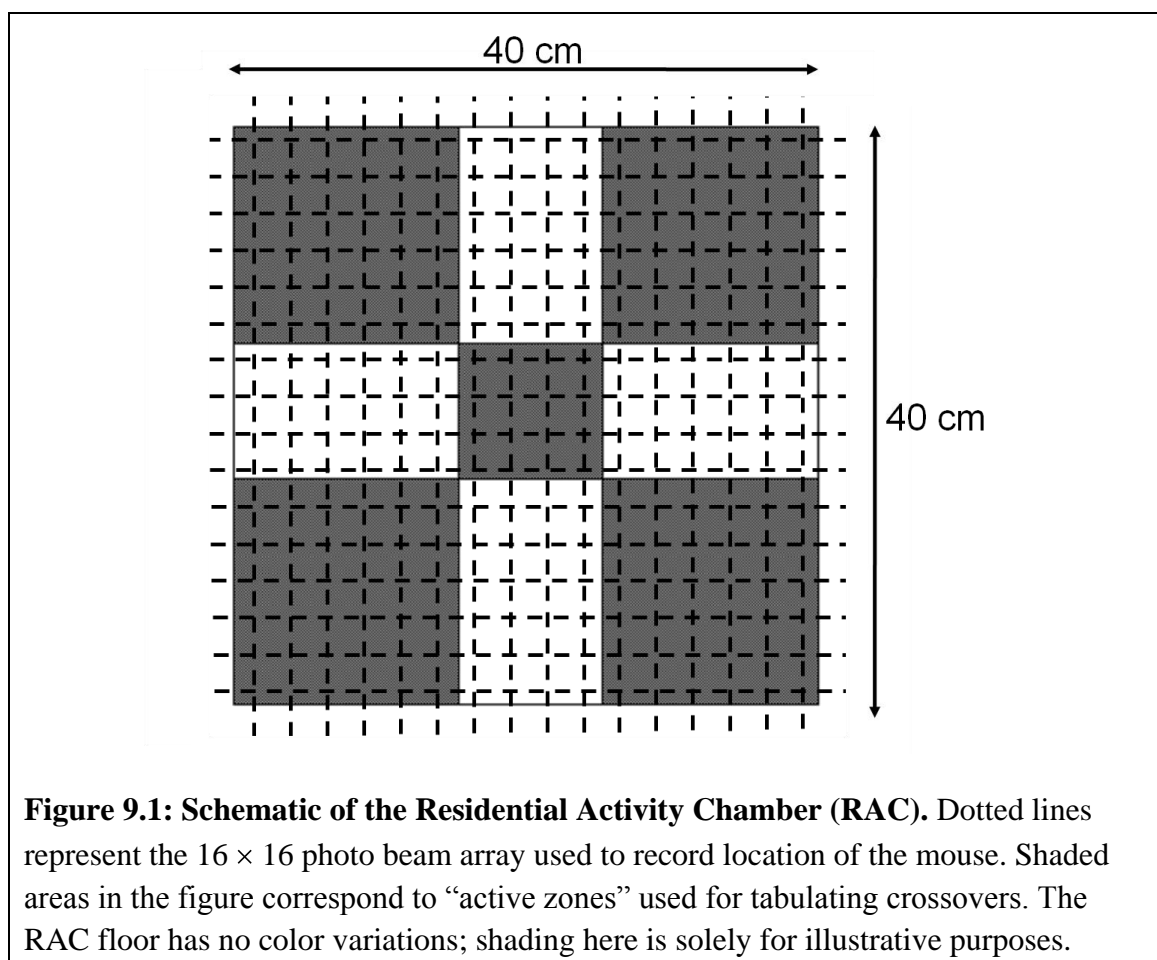 40 cm
40 cm
Figure 9.1: Schematic of the Residential Activity Chamber (RAC). Dotted lines
represent the 16 × 16 photo beam array used to record location of the mouse. Shaded
areas in the figure correspond to “active zones” used for tabulating crossovers. The
RAC floor has no color variations; shading here is solely for illustrative purposes.